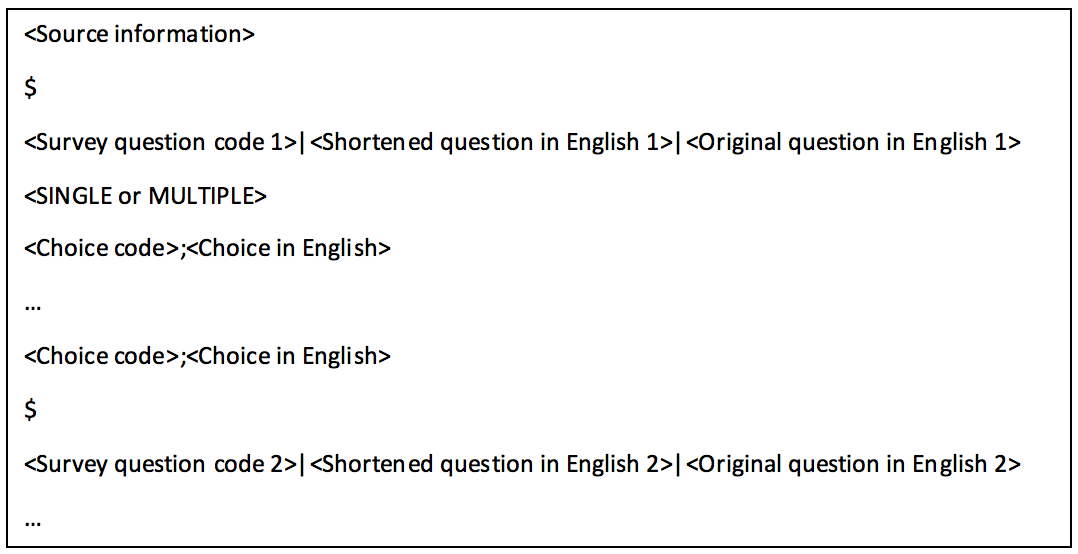 <Source information>
$
<Survey question code 1>|<Shortened question in English 1>|<Original question in English 1>
<SINGLE or MULTIPLE>
<Choice code>;<Choice in English>
...
<Choice code>;<Choice in English>
$
<Survey question code 2>|<Shortened question in English 2>|<Original question in English 2>
...